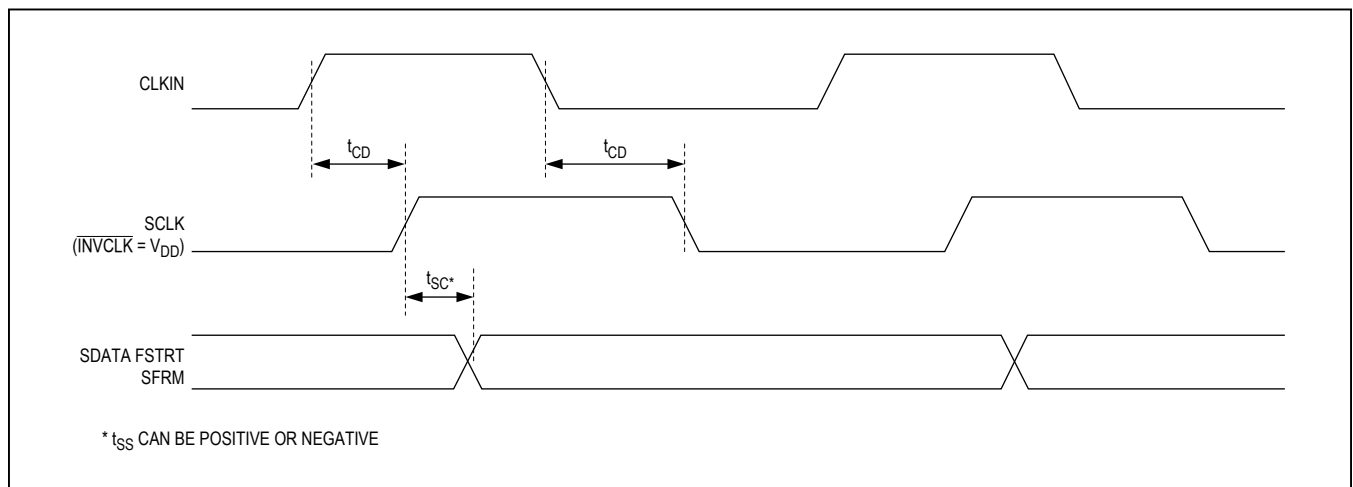 CLKIN
tCD
tCD
SCLK
(INVCLK = VDD)
tSC*
SDATA FSTRT
SFRM
* tSS CAN BE POSITIVE OR NEGATIVE